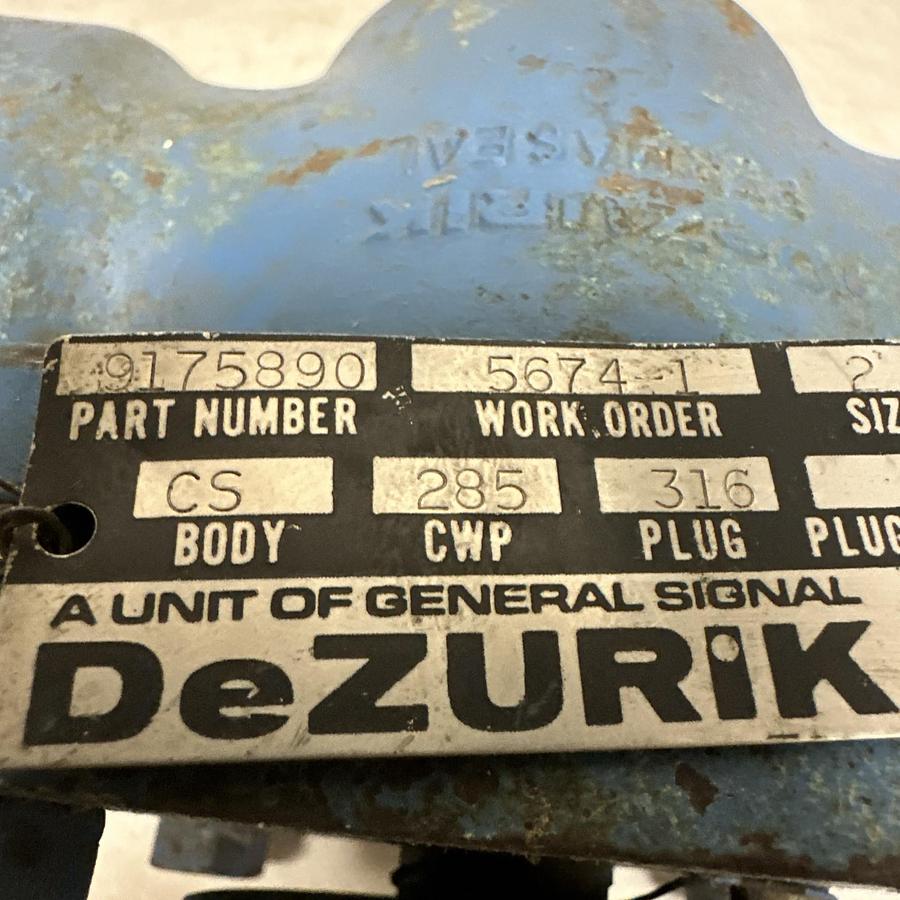 9175890 5674-1 2
PART NUMBER WORK ORDER SIZ
CS 285 316
BODY CWP PLUG PLUG
A UNIT OF GENERAL SIGNAL
DeZURiK